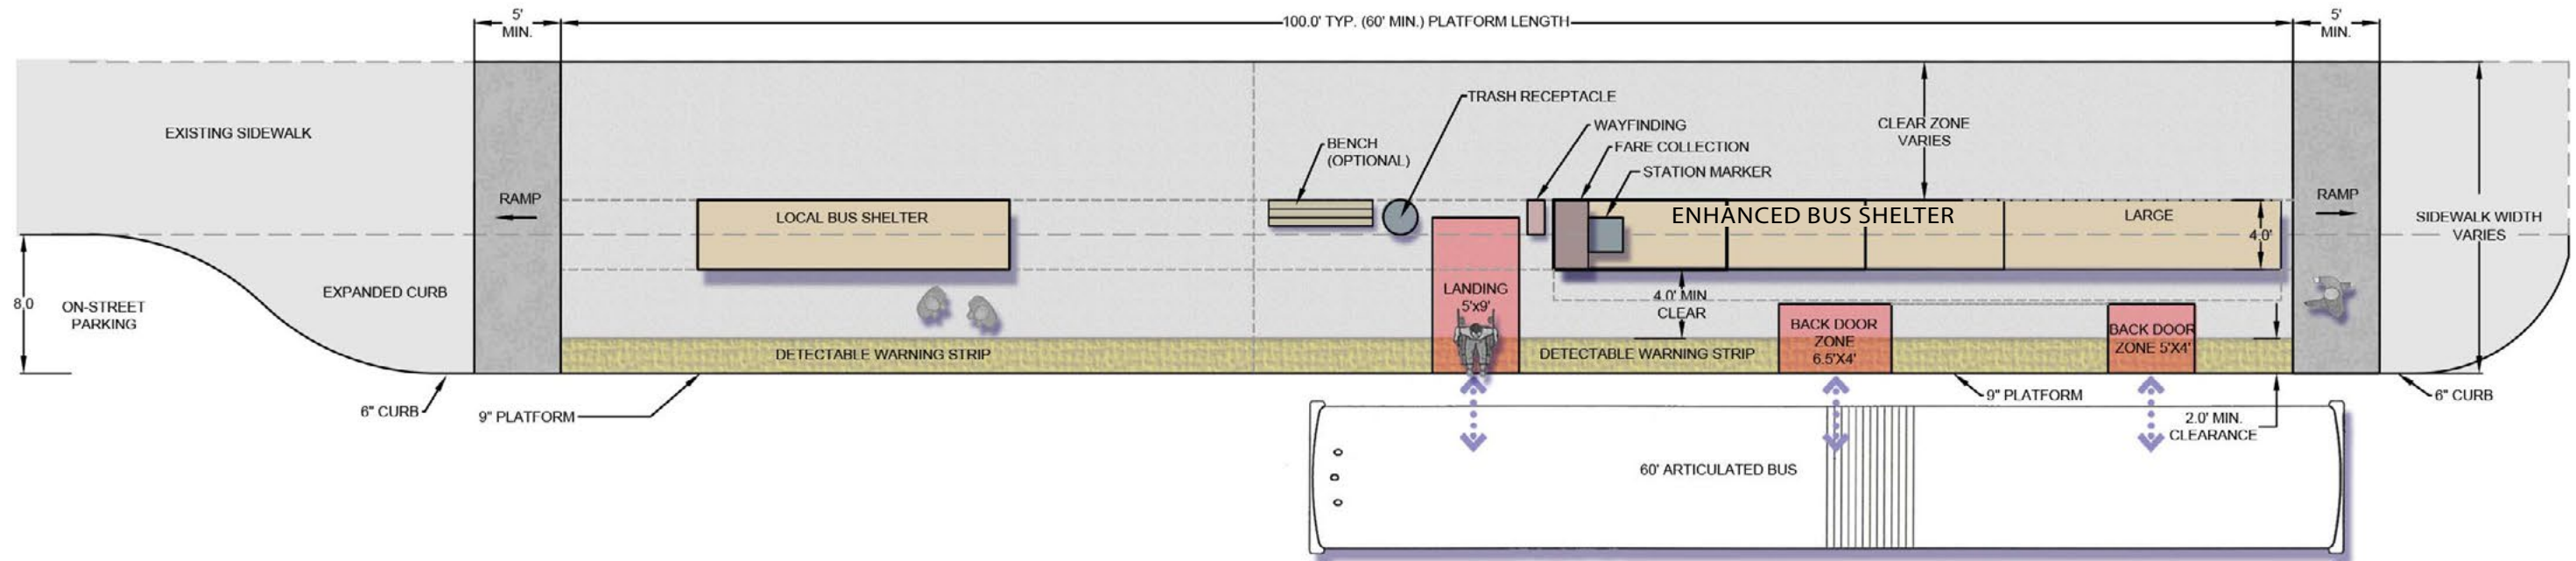 5'
MIN.
100.0' TYP. (60' MIN.) PLATFORM LENGTH
5'
MIN.
TRASH RECEPTACLE
WAYFINDING
CLEAR ZONE
VARIES
EXISTING SIDEWALK
BENCH
(OPTIONAL)
FARE COLLECTION
STATION MARKER
RAMP
RAMP
LOCAL BUS SHELTER
ENHANCED BUS SHELTER
LARGE
SIDEWALK WIDTH
VARIES
4.0'
EXPANDED CURB
LANDING
5'x9'
4.0' MIN
CLEAR
8.0
ON-STREET
PARKING
BACK DOOR
ZONE
6.5'X4'
BACK DOOR
ZONE 5'X4'
DETECTABLE WARNING STRIP
DETECTABLE WARNING STRIP
6" CURB
9" PLATFORM
9" PLATFORM
6" CURB
2.0' MIN.
CLEARANCE
60' ARTICULATED BUS